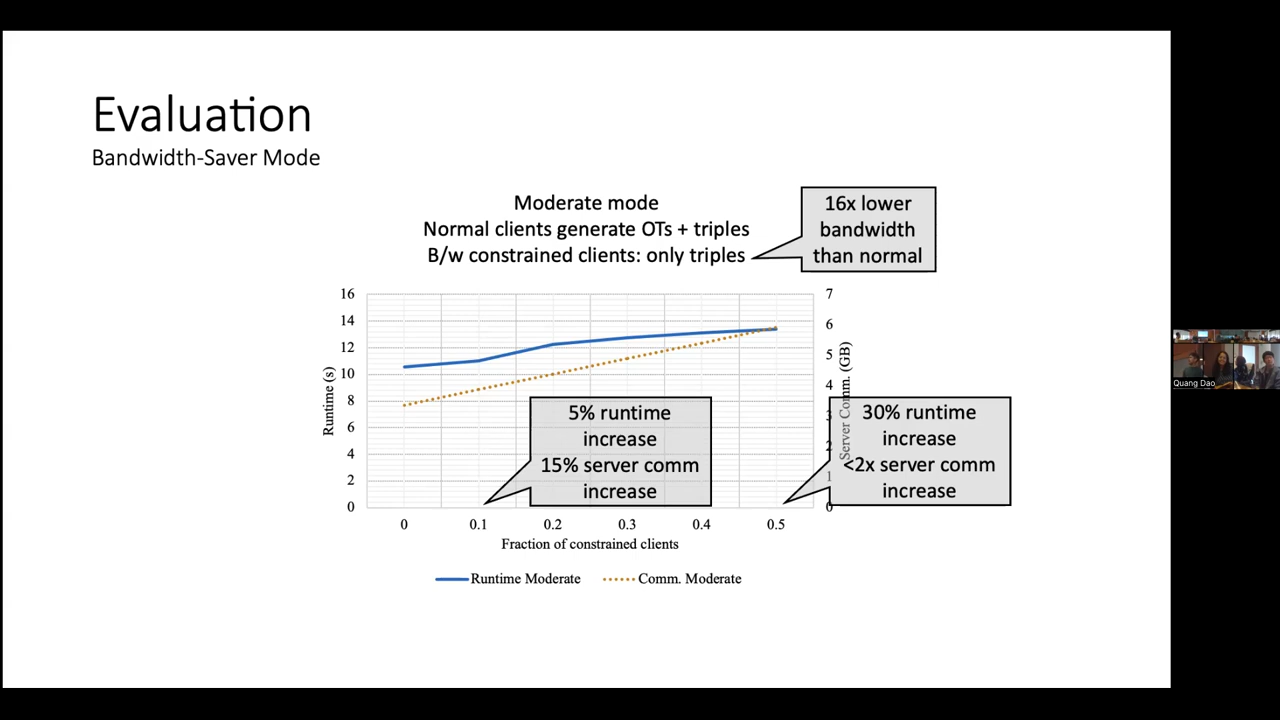 Evaluation
Bandwidth-Saver Mode
Moderate mode
Normal clients generate OTs + triples
B/w constrained clients: only triples
16x lower
bandwidth
than normal
16
14
12
10
8
6
4
2
0
Runtime (s)
7
6
5
4
3
2
1
0
Server Comm. (GB)
5% runtime
increase
15% server comm
increase
30% runtime
increase
<2x server comm
increase
0 0.1 0.2 0.3 0.4 0.5
Fraction of constrained clients
Runtime Moderate Comm. Moderate
Quang Dao